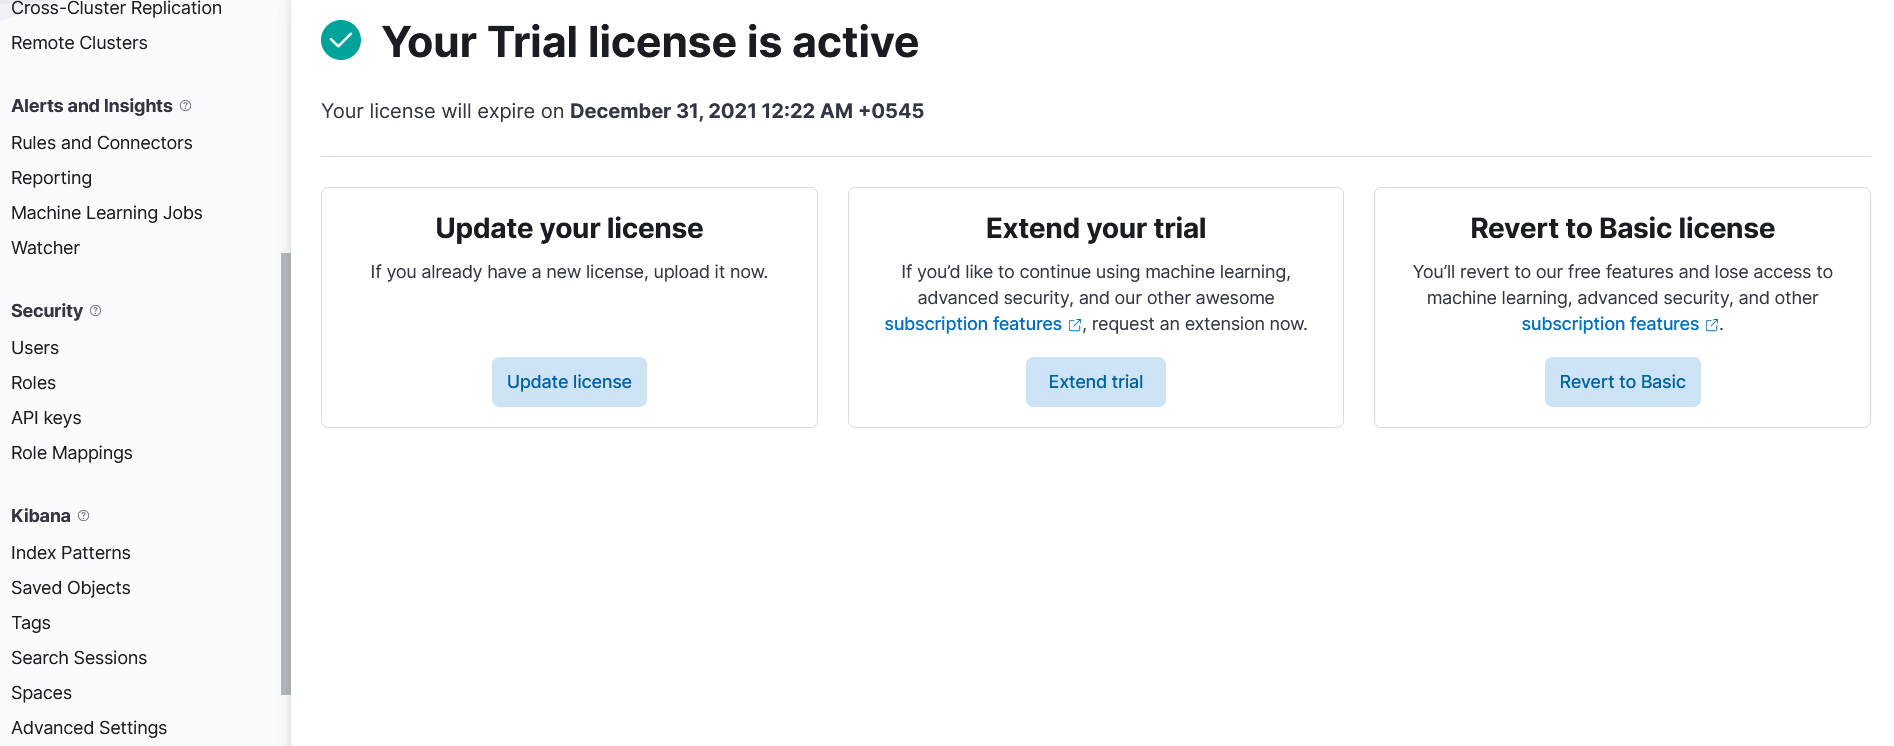 Cross-Cluster Replication
Remote Clusters
Alerts and Insights
Rules and Connectors
Reporting
Machine Learning Jobs
Watcher
Security
Users
Roles
API keys
Role Mappings
Kibana
Index Patterns
Saved Objects
Tags
Search Sessions
Spaces
Advanced Settings
Your Trial license is active
Your license will expire on December 31, 2021 12:22 AM +0545
Update your license
If you already have a new license, upload it now.
Update license
Extend your trial
If you’d like to continue using machine learning,
advanced security, and our other awesome
subscription features , request an extension now.
Extend trial
Revert to Basic license
You’ll revert to our free features and lose access to
machine learning, advanced security, and other
subscription features .
Revert to Basic